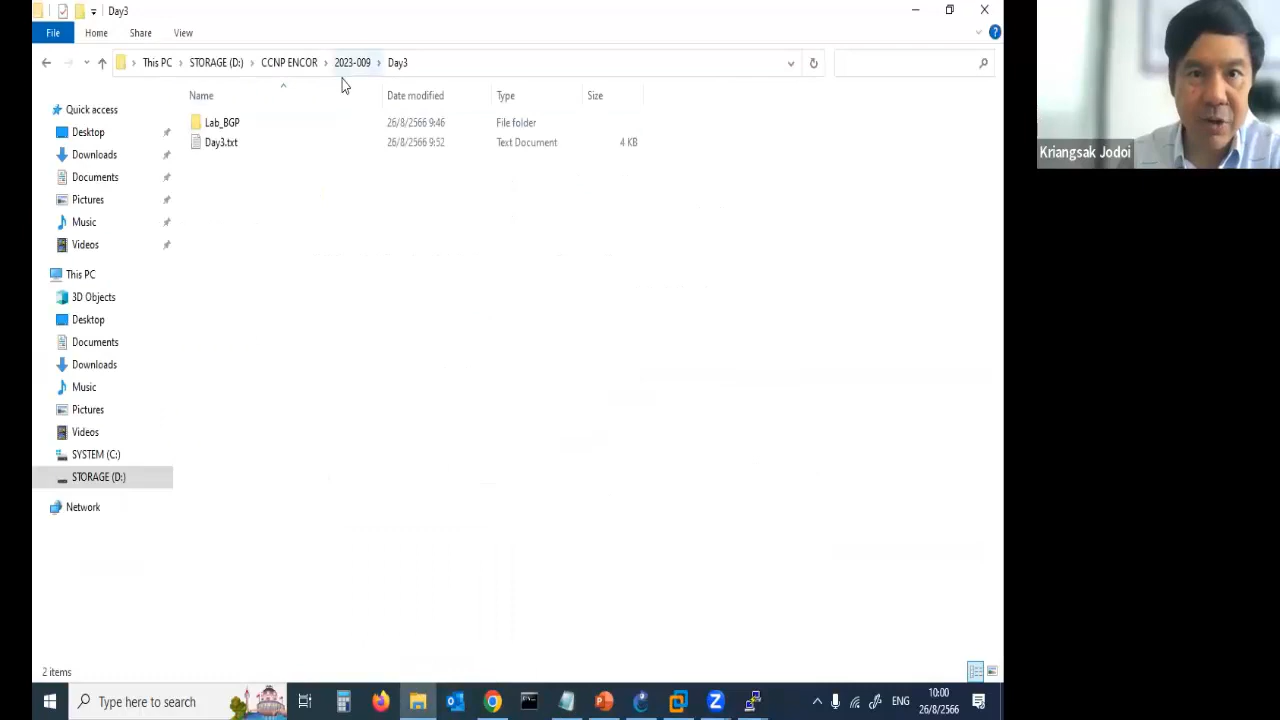 Day3
File Home Share View
This PC STORAGE (D:) CCNP ENCOR 2023-009 Day3
Name Date modified Type Size
Lab_BGP 26/8/2566 9:46 File folder
Day3.txt 26/8/2566 9:52 Text Document 4 KB
Quick access
Desktop
Downloads
Documents
Pictures
Music
Videos
This PC
3D Objects
Desktop
Documents
Downloads
Music
Pictures
Videos
SYSTEM (C:)
STORAGE (D:)
Network
2 items
Kriangsak Jodoi
Type here to search
ENG
10:00
26/8/2566